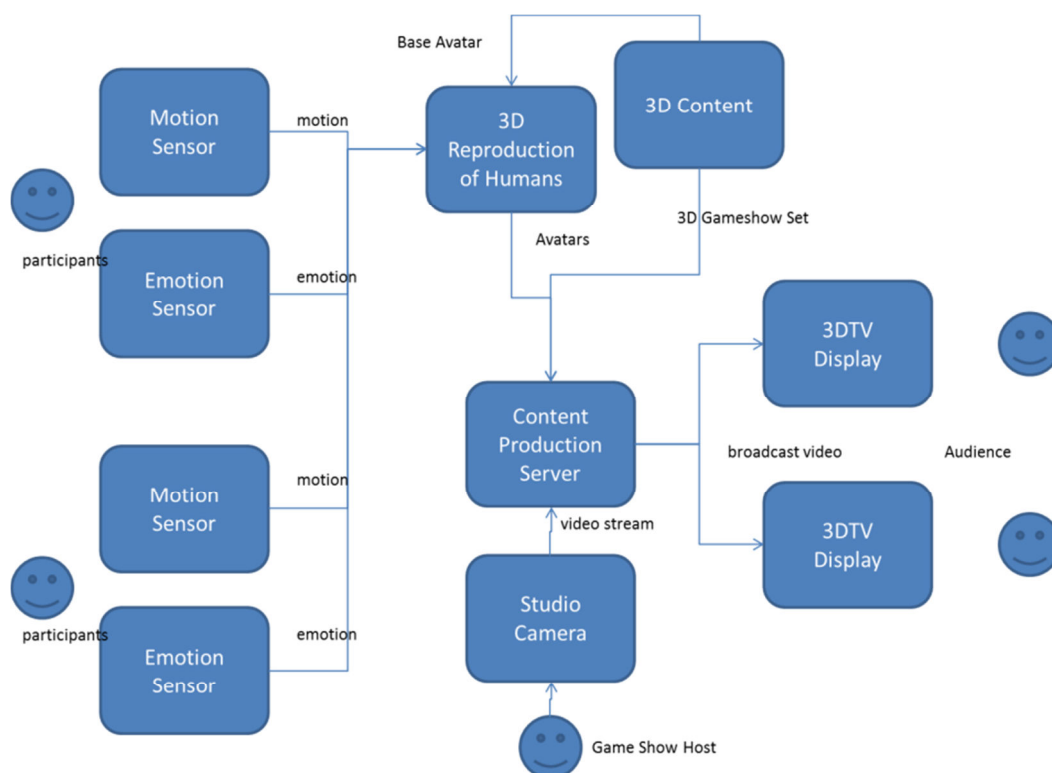 Base Avatar
Motion
Sensor
motion
3D
Reproduction
of Humans
3D Content
participants
Emotion
Sensor
emotion
Avatars
3D Gameshow Set
3DTV
Display
Content
Production
Server
broadcast video
Audience
Motion
Sensor
motion
video stream
3DTV
Display
participants
Emotion
Sensor
emotion
Studio
Camera
Game Show Host